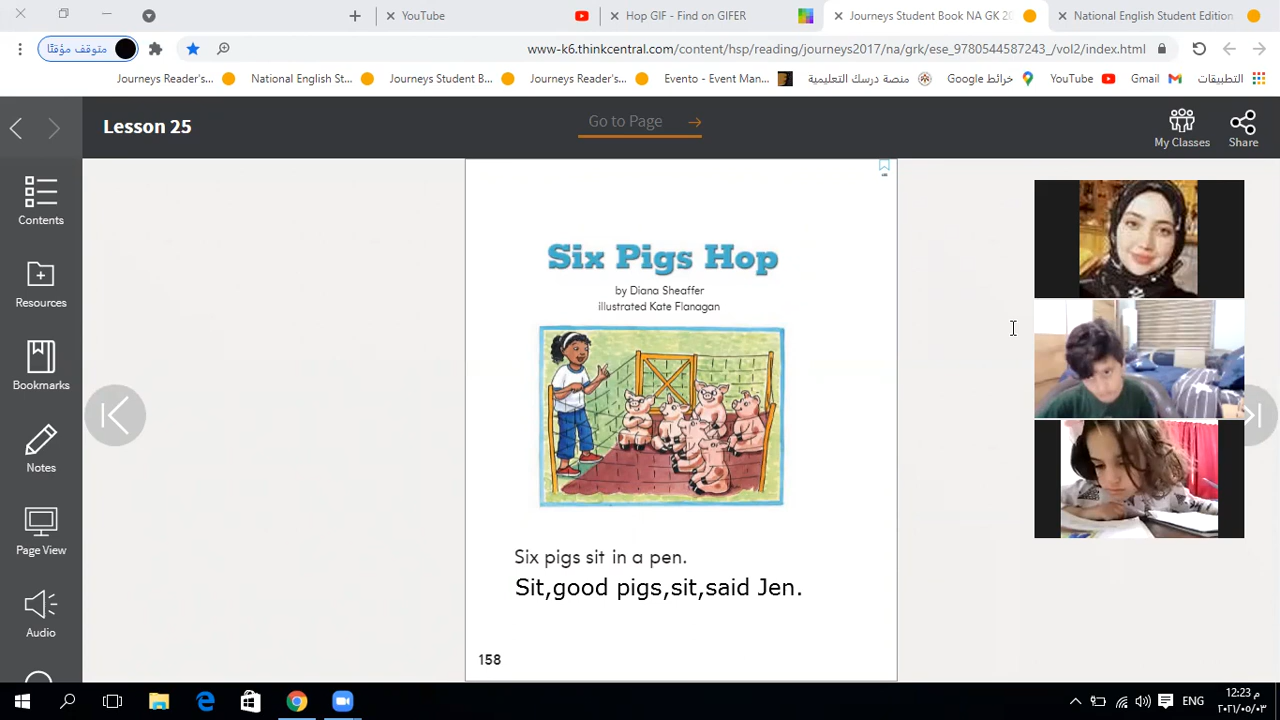 YouTube
Hop GIF - Find on GIFER
Journeys Student Book NA GK 20
National English Student Edition
متوقف مؤقتًا
www-k6.thinkcentral.com/content/hsp/reading/journeys2017/na/grk/ese_9780544587243_/vol2/index.html
Journeys Reader's...
National English St...
Journeys Student B...
Journeys Reader's...
Evento - Event Man...
منصة درسك التعليمية
خرائط Google
YouTube
Gmail
التطبيقات
Lesson 25
Go to Page
My Classes
Share
Contents
Resources
Bookmarks
Notes
Page View
Audio
Six Pigs Hop
by Diana Sheaffer
illustrated Kate Flanagan
Six pigs sit in a pen.
Sit,good pigs,sit,said Jen.
158
ENG
12:23 م
٢٠٢١/٠٥/٠٣